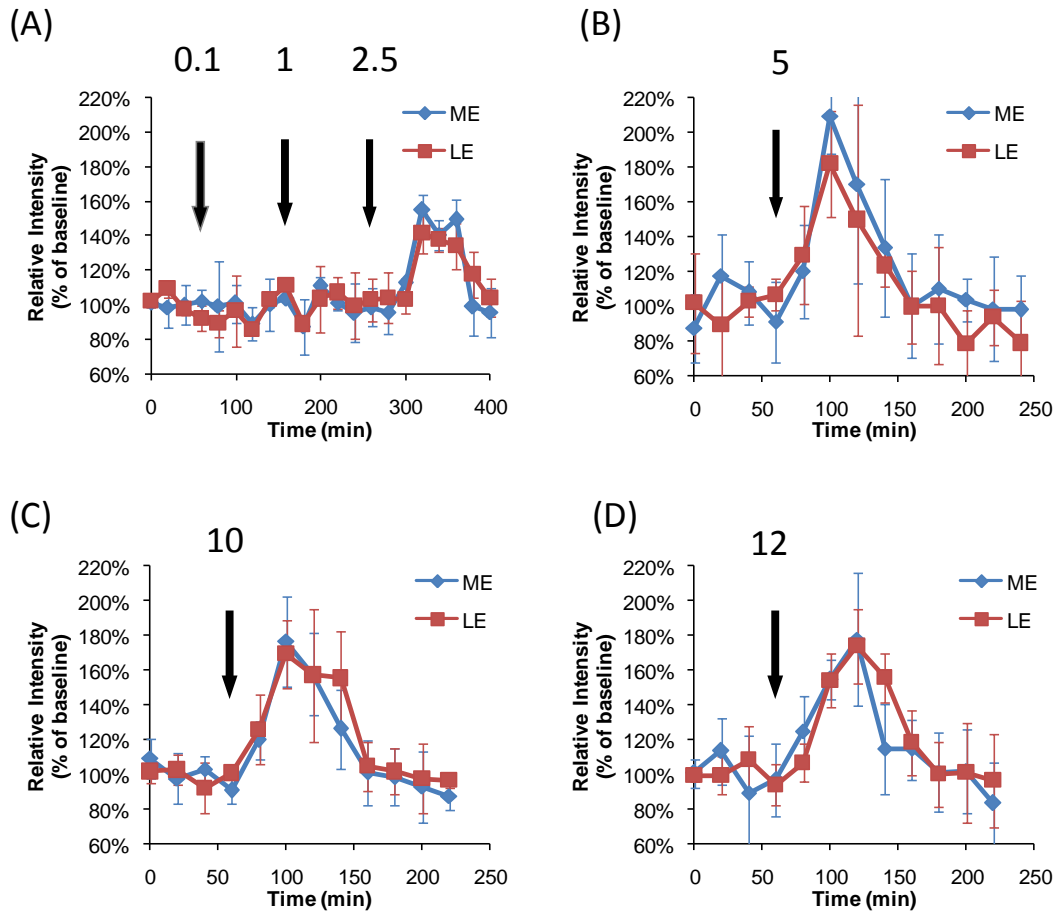 (A)
0.1 1 2.5
220%
200%
180%
160%
140%
120%
100%
80%
60%
Relative Intensity
(% of baseline)
ME
LE
0 100 200 300 400
Time (min)
(B)
5
220%
200%
180%
160%
140%
120%
100%
80%
60%
Relative Intensity
(% of baseline)
ME
LE
0 50 100 150 200 250
Time (min)
(C)
10
220%
200%
180%
160%
140%
120%
100%
80%
60%
Relative Intensity
(% of baseline)
ME
LE
0 50 100 150 200 250
Time (min)
(D)
12
220%
200%
180%
160%
140%
120%
100%
80%
60%
Relative Intensity
(% of baseline)
ME
LE
0 50 100 150 200 250
Time (min)